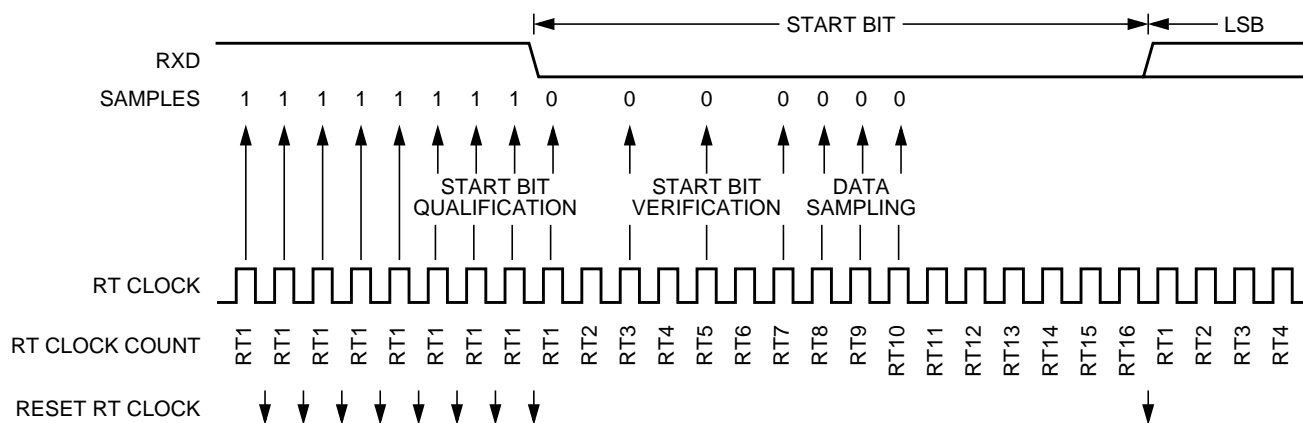 START BIT LSB
RXD
SAMPLES 1 1 1 1 1 1 1 1 0 0 0 0 0 0 0
START BIT QUALIFICATION
START BIT VERIFICATION
DATA SAMPLING
RT CLOCK
RT CLOCK COUNT RT1 RT1 RT1 RT1 RT1 RT1 RT1 RT1 RT1 RT2 RT3 RT4 RT5 RT6 RT7 RT8 RT9 RT10 RT11 RT12 RT13 RT14 RT15 RT16 RT1 RT2 RT3 RT4
RESET RT CLOCK